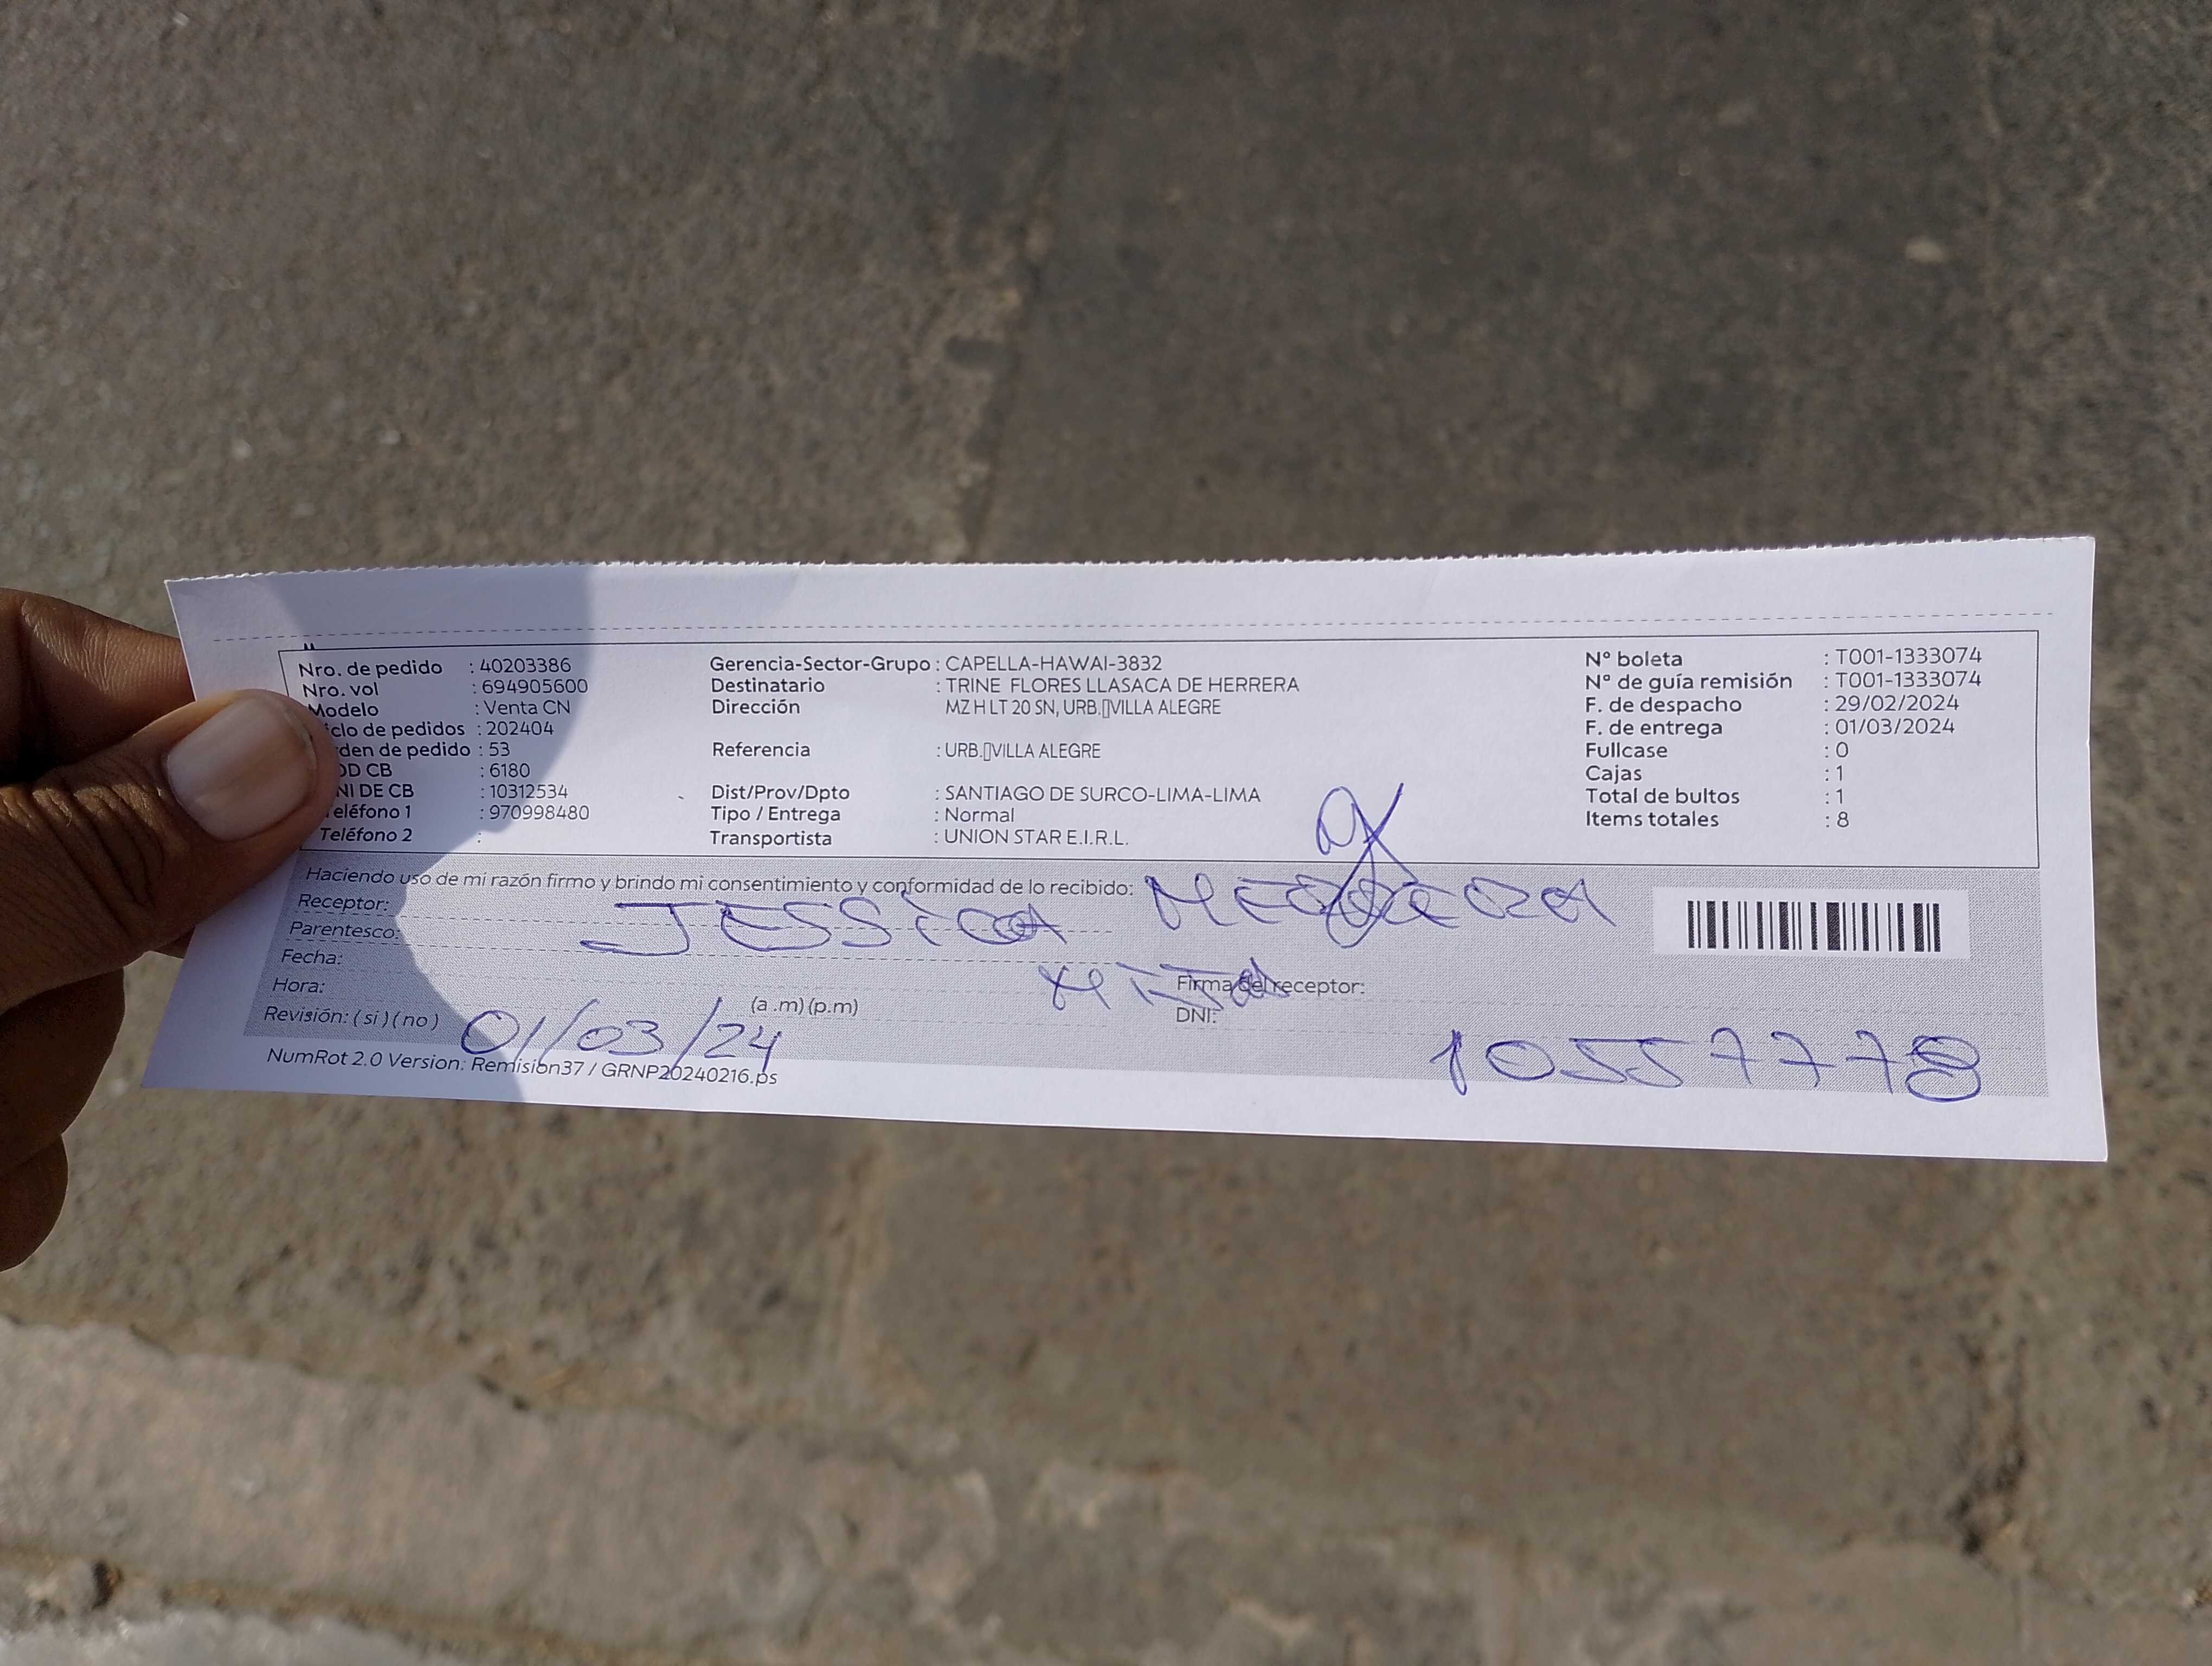 Nro. de pedido : 40203386
Nro. vol : 694905600
Modelo : Venta CN
iclo de pedidos : 202404
rden de pedido : 53
OD CB : 6180
NI DE CB : 10312534
eléfono 1 : 970998480
Teléfono 2 :
Gerencia-Sector-Grupo : CAPELLA-HAWAI-3832
Destinatario : TRINE FLORES LLASACA DE HERRERA
Dirección MZ H LT 20 SN, URB.▯VILLA ALEGRE
Referencia : URB.▯VILLA ALEGRE
Dist/Prov/Dpto : SANTIAGO DE SURCO-LIMA-LIMA
Tipo / Entrega : Normal
Transportista : UNION STAR E.I.R.L.
N° boleta : T001-1333074
N° de guía remisión : T001-1333074
F. de despacho : 29/02/2024
F. de entrega : 01/03/2024
Fullcase : 0
Cajas : 1
Total de bultos : 1
Items totales : 8
Haciendo uso de mi razón firmo y brindo mi consentimiento y conformidad de lo recibido:
Receptor: JESSICA
Parentesco:
Fecha:
Hora: (a .m) (p.m)
Revisión: ( si ) ( no ) 01/03/24
Firma del receptor:
DNI: 10557778
NumRot 2.0 Version: Remision37 / GRNP20240216.ps